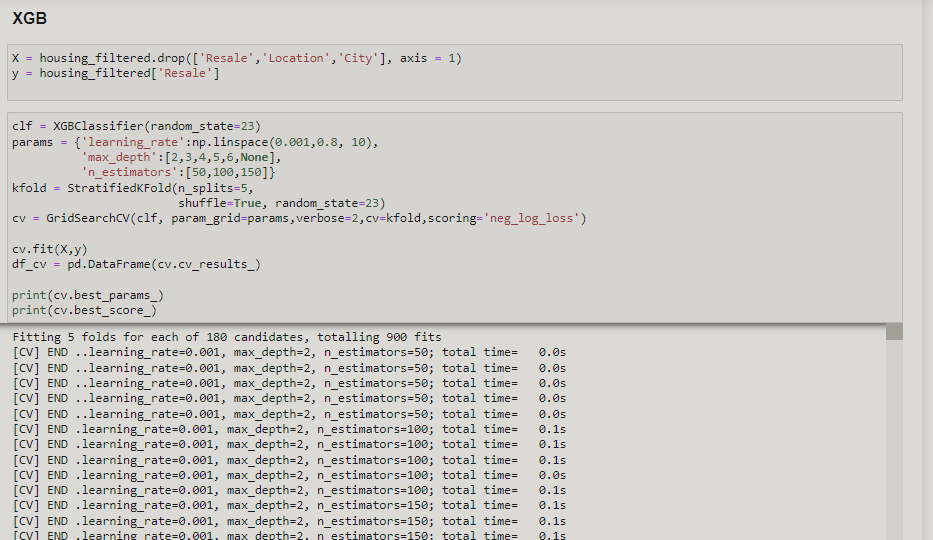 XGB
X = housing_filtered.drop(['Resale','Location','City'], axis = 1)
y = housing_filtered['Resale']
clf = XGBClassifier(random_state=23)
params = {'learning_rate':np.linspace(0.001,0.8, 10),
'max_depth':[2,3,4,5,6,None],
'n_estimators':[50,100,150]}
kfold = StratifiedKFold(n_splits=5,
shuffle=True, random_state=23)
cv = GridSearchCV(clf, param_grid=params,verbose=2,cv=kfold,scoring='neg_log_loss')
cv.fit(X,y)
df_cv = pd.DataFrame(cv.cv_results_)
print(cv.best_params_)
print(cv.best_score_)
Fitting 5 folds for each of 180 candidates, totalling 900 fits
[CV] END ..learning_rate=0.001, max_depth=2, n_estimators=50; total time=   0.0s
[CV] END ..learning_rate=0.001, max_depth=2, n_estimators=50; total time=   0.0s
[CV] END ..learning_rate=0.001, max_depth=2, n_estimators=50; total time=   0.0s
[CV] END ..learning_rate=0.001, max_depth=2, n_estimators=50; total time=   0.0s
[CV] END ..learning_rate=0.001, max_depth=2, n_estimators=50; total time=   0.0s
[CV] END .learning_rate=0.001, max_depth=2, n_estimators=100; total time=   0.1s
[CV] END .learning_rate=0.001, max_depth=2, n_estimators=100; total time=   0.1s
[CV] END .learning_rate=0.001, max_depth=2, n_estimators=100; total time=   0.1s
[CV] END .learning_rate=0.001, max_depth=2, n_estimators=100; total time=   0.0s
[CV] END .learning_rate=0.001, max_depth=2, n_estimators=100; total time=   0.1s
[CV] END .learning_rate=0.001, max_depth=2, n_estimators=150; total time=   0.1s
[CV] END .learning_rate=0.001, max_depth=2, n_estimators=150; total time=   0.1s
[CV] END .learning_rate=0.001, max_depth=2, n_estimators=150; total time=   0.1s